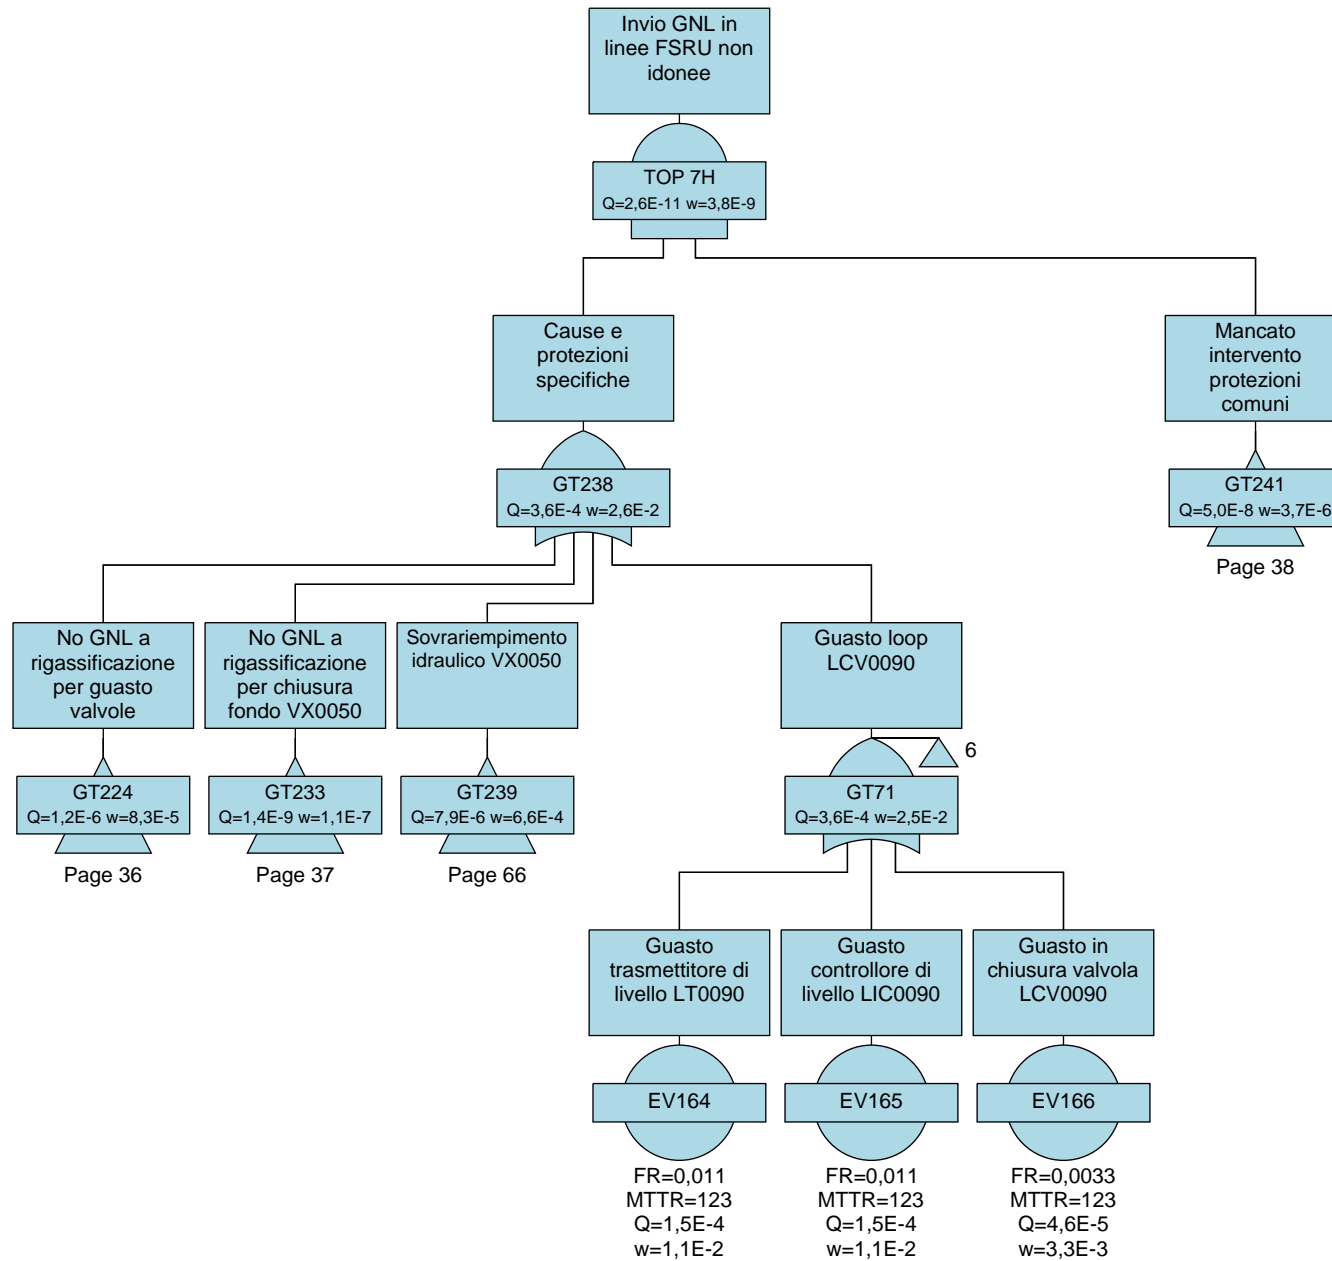 Invio GNL in
linee FSRU non
idonee
TOP 7H
Q=2,6E-11 w=3,8E-9
Cause e
protezioni
specifiche
Mancato
intervento
protezioni
comuni
GT238
Q=3,6E-4 w=2,6E-2
GT241
Q=5,0E-8 w=3,7E-6
Page 38
No GNL a
rigassificazione
per guasto
valvole
No GNL a
rigassificazione
per chiusura
fondo VX0050
Sovrariempimento
idraulico VX0050
Guasto loop
LCV0090
6
GT224
Q=1,2E-6 w=8,3E-5
Page 36
GT233
Q=1,4E-9 w=1,1E-7
Page 37
GT239
Q=7,9E-6 w=6,6E-4
Page 66
GT71
Q=3,6E-4 w=2,5E-2
Guasto
trasmettitore di
livello LT0090
Guasto
controllore di
livello LIC0090
Guasto in
chiusura valvola
LCV0090
EV164
FR=0,011
MTTR=123
Q=1,5E-4
w=1,1E-2
EV165
FR=0,011
MTTR=123
Q=1,5E-4
w=1,1E-2
EV166
FR=0,0033
MTTR=123
Q=4,6E-5
w=3,3E-3